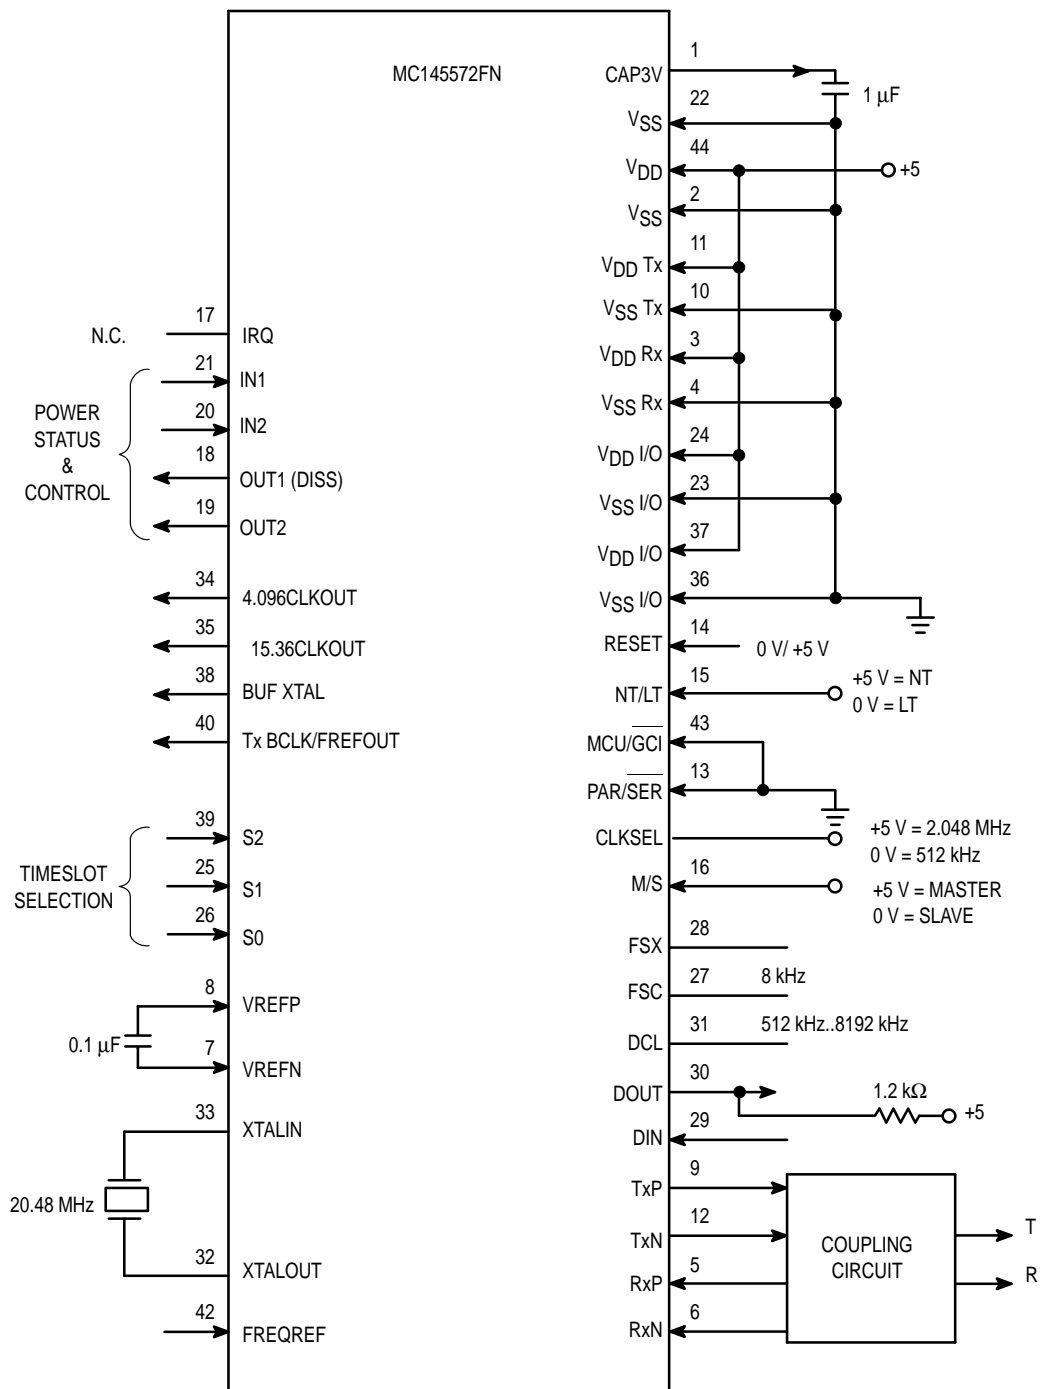 MC145572FN
1
CAP3V
1 μF
22
VSS
44
VDD
+5
2
VSS
11
VDD Tx
10
VSS Tx
3
VDD Rx
4
VSS Rx
24
VDD I/O
23
VSS I/O
37
VDD I/O
36
VSS I/O
14
RESET
0 V/ +5 V
15
NT/LT
+5 V = NT
0 V = LT
43
MCU/GCI
13
PAR/SER
CLKSEL
+5 V = 2.048 MHz
0 V = 512 kHz
16
M/S
+5 V = MASTER
0 V = SLAVE
28
FSX
27
FSC
8 kHz
31
DCL
512 kHz..8192 kHz
30
DOUT
1.2 kΩ
+5
29
DIN
9
TxP
12
TxN
5
RxP
6
RxN
COUPLING
CIRCUIT
T
R
N.C.
17
IRQ
POWER
STATUS
&
CONTROL
21
IN1
20
IN2
18
OUT1 (DISS)
19
OUT2
34
4.096CLKOUT
35
15.36CLKOUT
38
BUF XTAL
40
Tx BCLK/FREFOUT
TIMESLOT
SELECTION
39
S2
25
S1
26
S0
8
VREFP
0.1 μF
7
VREFN
33
XTALIN
20.48 MHz
32
XTALOUT
42
FREQREF